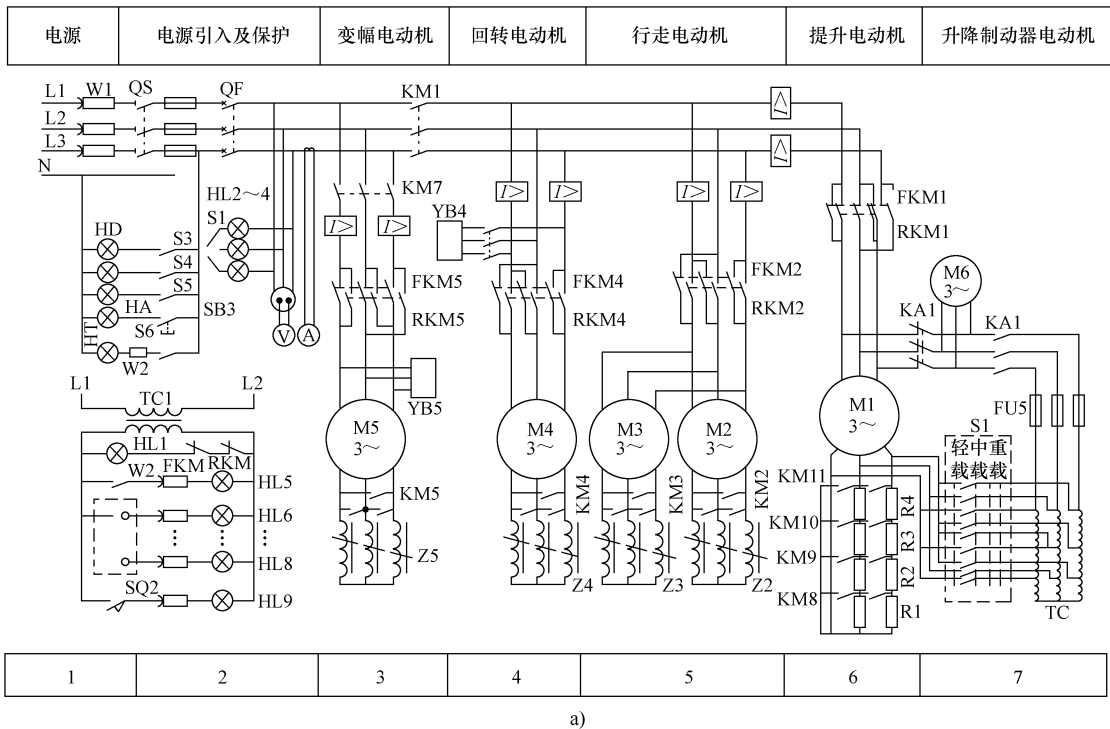 电源 电源引入及保护 变幅电动机 回转电动机 行走电动机 提升电动机 升降制动器电动机
L1 W1 QS QF KM1 I> 
L2
L3 I>
N
HL2～4 KM7 I> I> I> I> FKM1
S1 YB4 I> I> RKM1
HD S3
S4 FKM5 FKM4 FKM2 M6 3～
S5 SB3 RKM5 RKM4 RKM2 KA1 KA1
HA
S6
HT V A
W2
L1 TC1 L2 YB5 FU5
M5 3～ M4 3～ M3 3～ M2 3～ M1 3～ S1
HL1 轻中重
W2 FKM RKM 载载载
HL5 KM5 KM4 KM3 KM2 KM11
HL6 KM10 R4
⋮ ⋮ ⋮ R3
HL8 Z5 KM9 R2
SQ2 HL9 Z4 Z3 Z2 KM8 R1 TC
1 2 3 4 5 6 7
a)